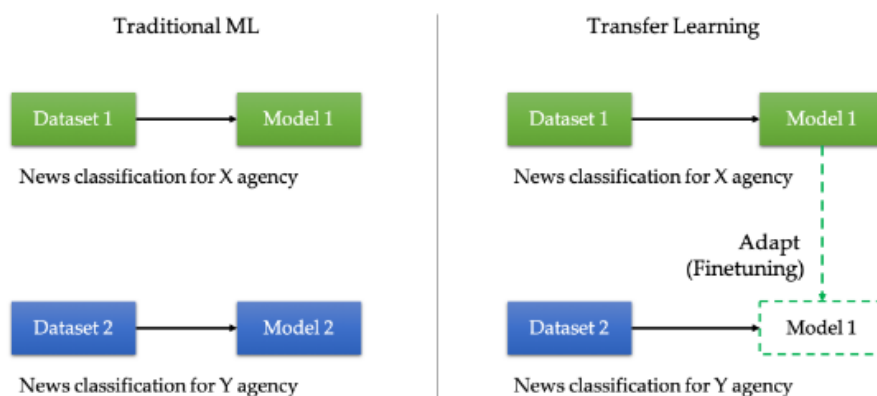 Traditional ML
Transfer Learning
Dataset 1
Model 1
Dataset 1
Model 1
News classification for X agency
News classification for X agency
Adapt
(Finetuning)
Dataset 2
Model 2
Dataset 2
Model 1
News classification for Y agency
News classification for Y agency